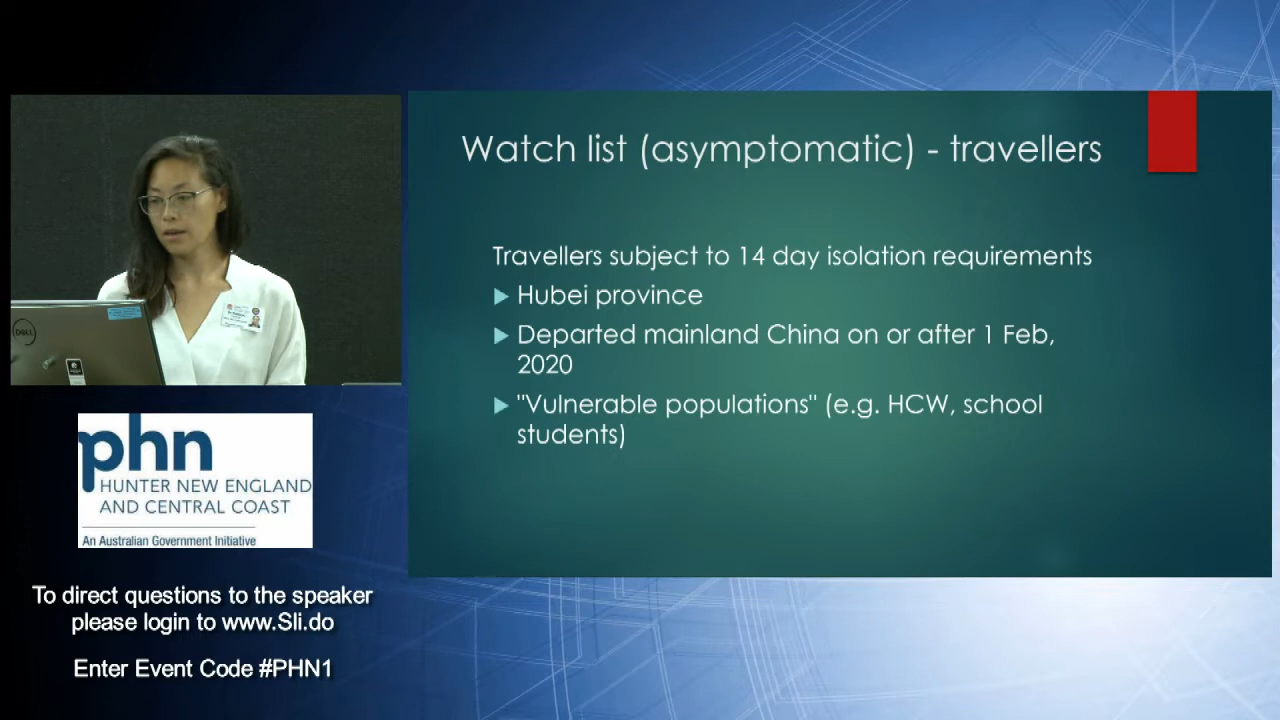 Watch list (asymptomatic) - travellers
Travellers subject to 14 day isolation requirements
Hubei province
Departed mainland China on or after 1 Feb,
2020
"Vulnerable populations" (e.g. HCW, school
students)
DELL
phn
HUNTER NEW ENGLAND
AND CENTRAL COAST
An Australian Government Initiative
To direct questions to the speaker
please login to www.Sli.do
Enter Event Code #PHN1